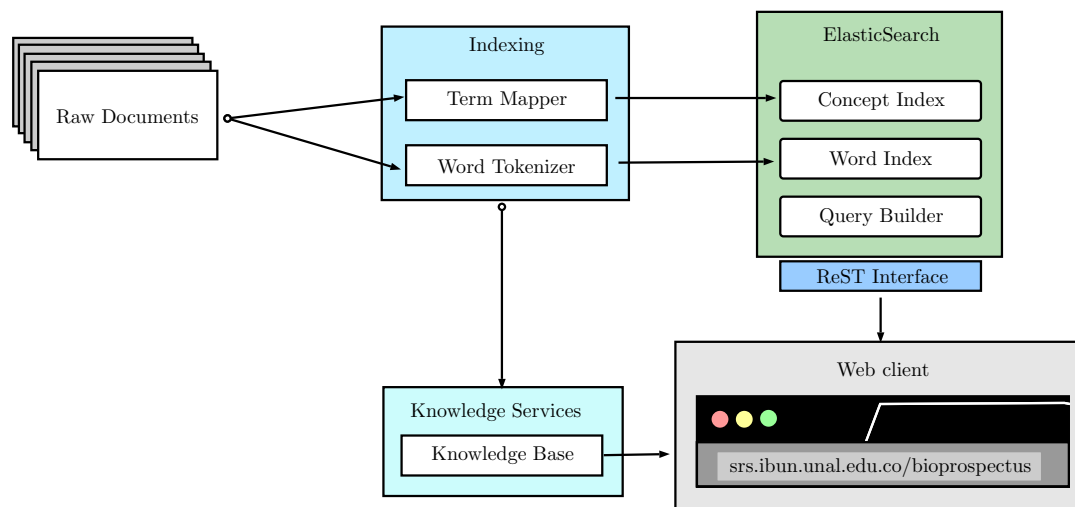 Raw Documents
Indexing
Term Mapper
Word Tokenizer
ElasticSearch
Concept Index
Word Index
Query Builder
ReST Interface
Knowledge Services
Knowledge Base
Web client
srs.ibun.unal.edu.co/bioprospectus